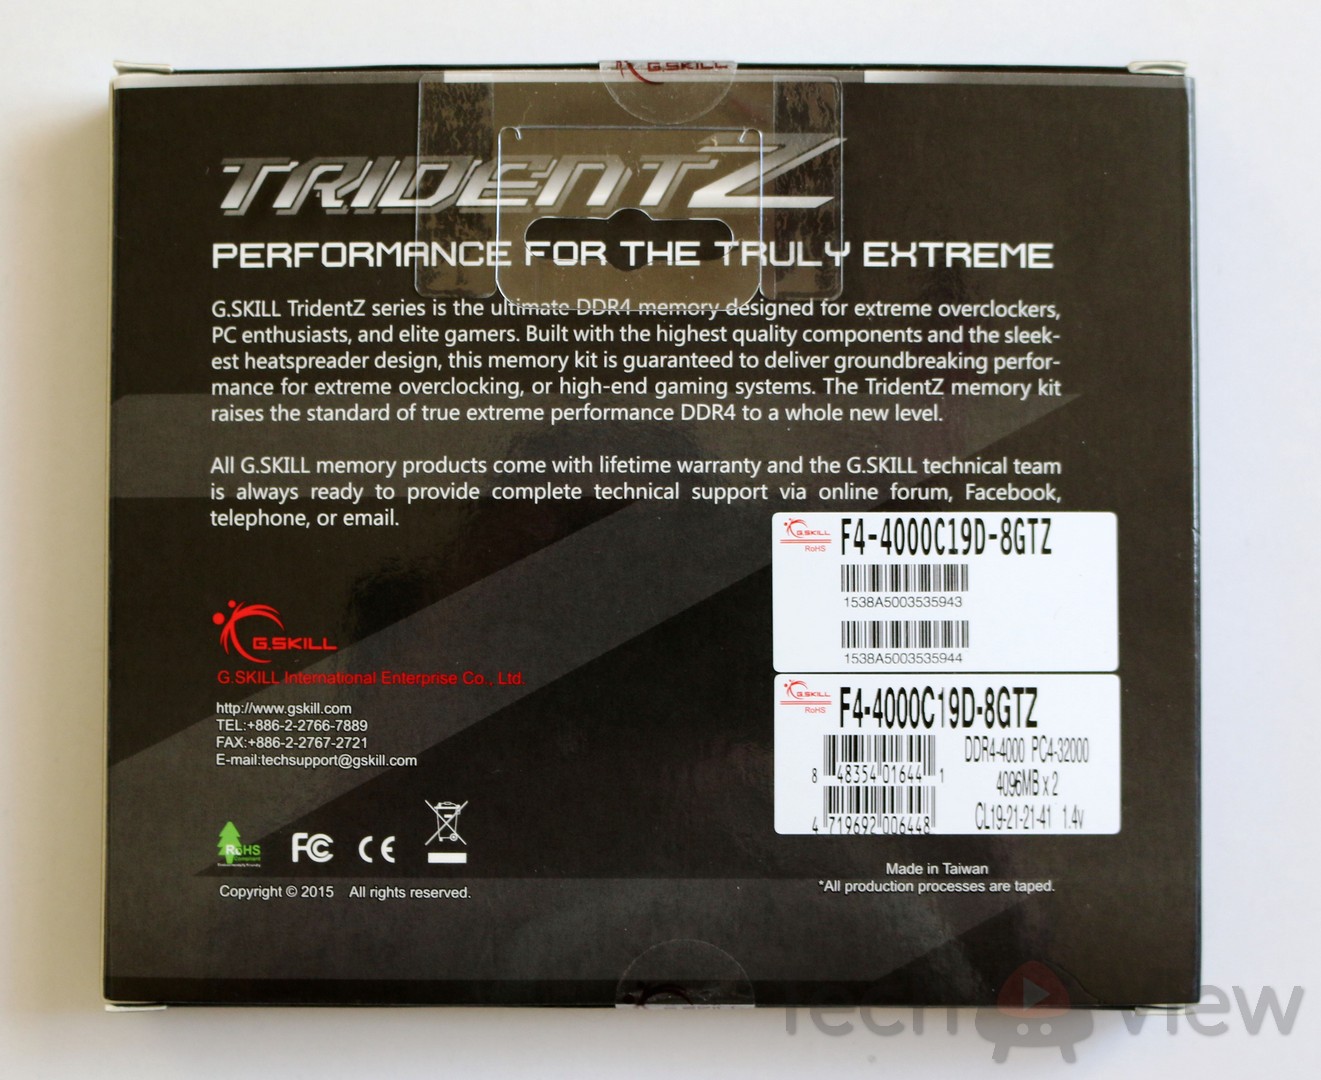 G.SKILL
TRIDENTZ
PERFORMANCE FOR THE TRULY EXTREME
G.SKILL TridentZ series is the ultimate DDR4 memory designed for extreme overclockers,
PC enthusiasts, and elite gamers. Built with the highest quality components and the sleek-
est heatspreader design, this memory kit is guaranteed to deliver groundbreaking perfor-
mance for extreme overclocking, or high-end gaming systems. The TridentZ memory kit
raises the standard of true extreme performance DDR4 to a whole new level.
All G.SKILL memory products come with lifetime warranty and the G.SKILL technical team
is always ready to provide complete technical support via online forum, Facebook,
telephone, or email.
G.SKILL
RoHS
F4-4000C19D-8GTZ
1538A5003535943
1538A5003535944
G.SKILL
RoHS
F4-4000C19D-8GTZ
DDR4-4000 PC4-32000
8 48354 01644 1
4096MB x 2
4 719692 006448
CL19-21-21-41 1.4v
G.SKILL
G.SKILL International Enterprise Co., Ltd.
http://www.gskill.com
TEL:+886-2-2766-7889
FAX:+886-2-2767-2721
E-mail:techsupport@gskill.com
RoHS
Compliant
FC CE
Copyright © 2015 All rights reserved.
Made in Taiwan
*All production processes are taped.
Tech view